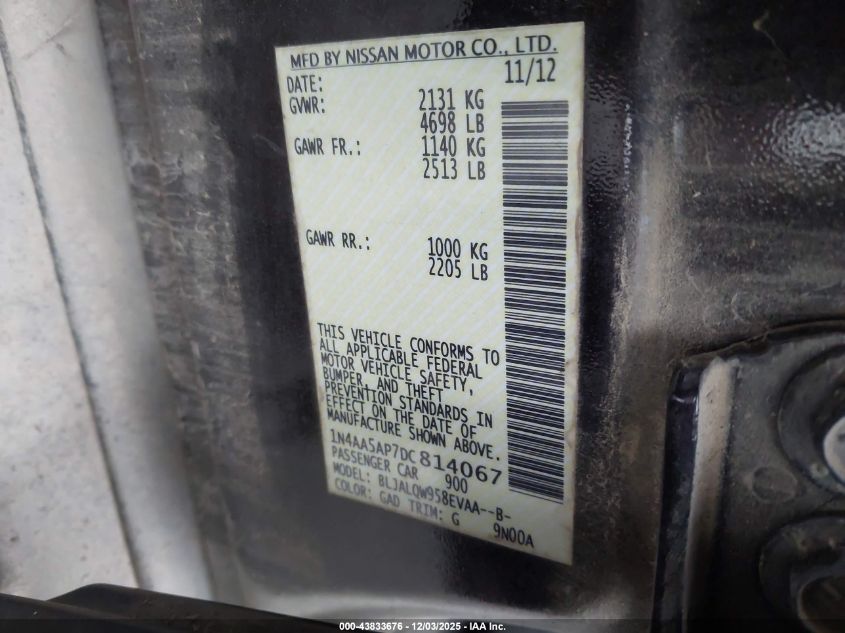 MFD BY NISSAN MOTOR CO., LTD.
DATE: 11/12
GVWR: 2131 KG
4698 LB
GAWR FR.: 1140 KG
2513 LB
GAWR RR.: 1000 KG
2205 LB
THIS VEHICLE CONFORMS TO
ALL APPLICABLE FEDERAL
MOTOR VEHICLE SAFETY,
BUMPER, AND THEFT
PREVENTION STANDARDS IN
EFFECT ON THE DATE OF
MANUFACTURE SHOWN ABOVE.
1N4AA5AP7DC814067
PASSENGER CAR 900
MODEL: BLJALQW958EVAA--B-
COLOR: GAD TRIM: G 9N00A
000-43833676 - 12/03/2025 - IAA Inc.